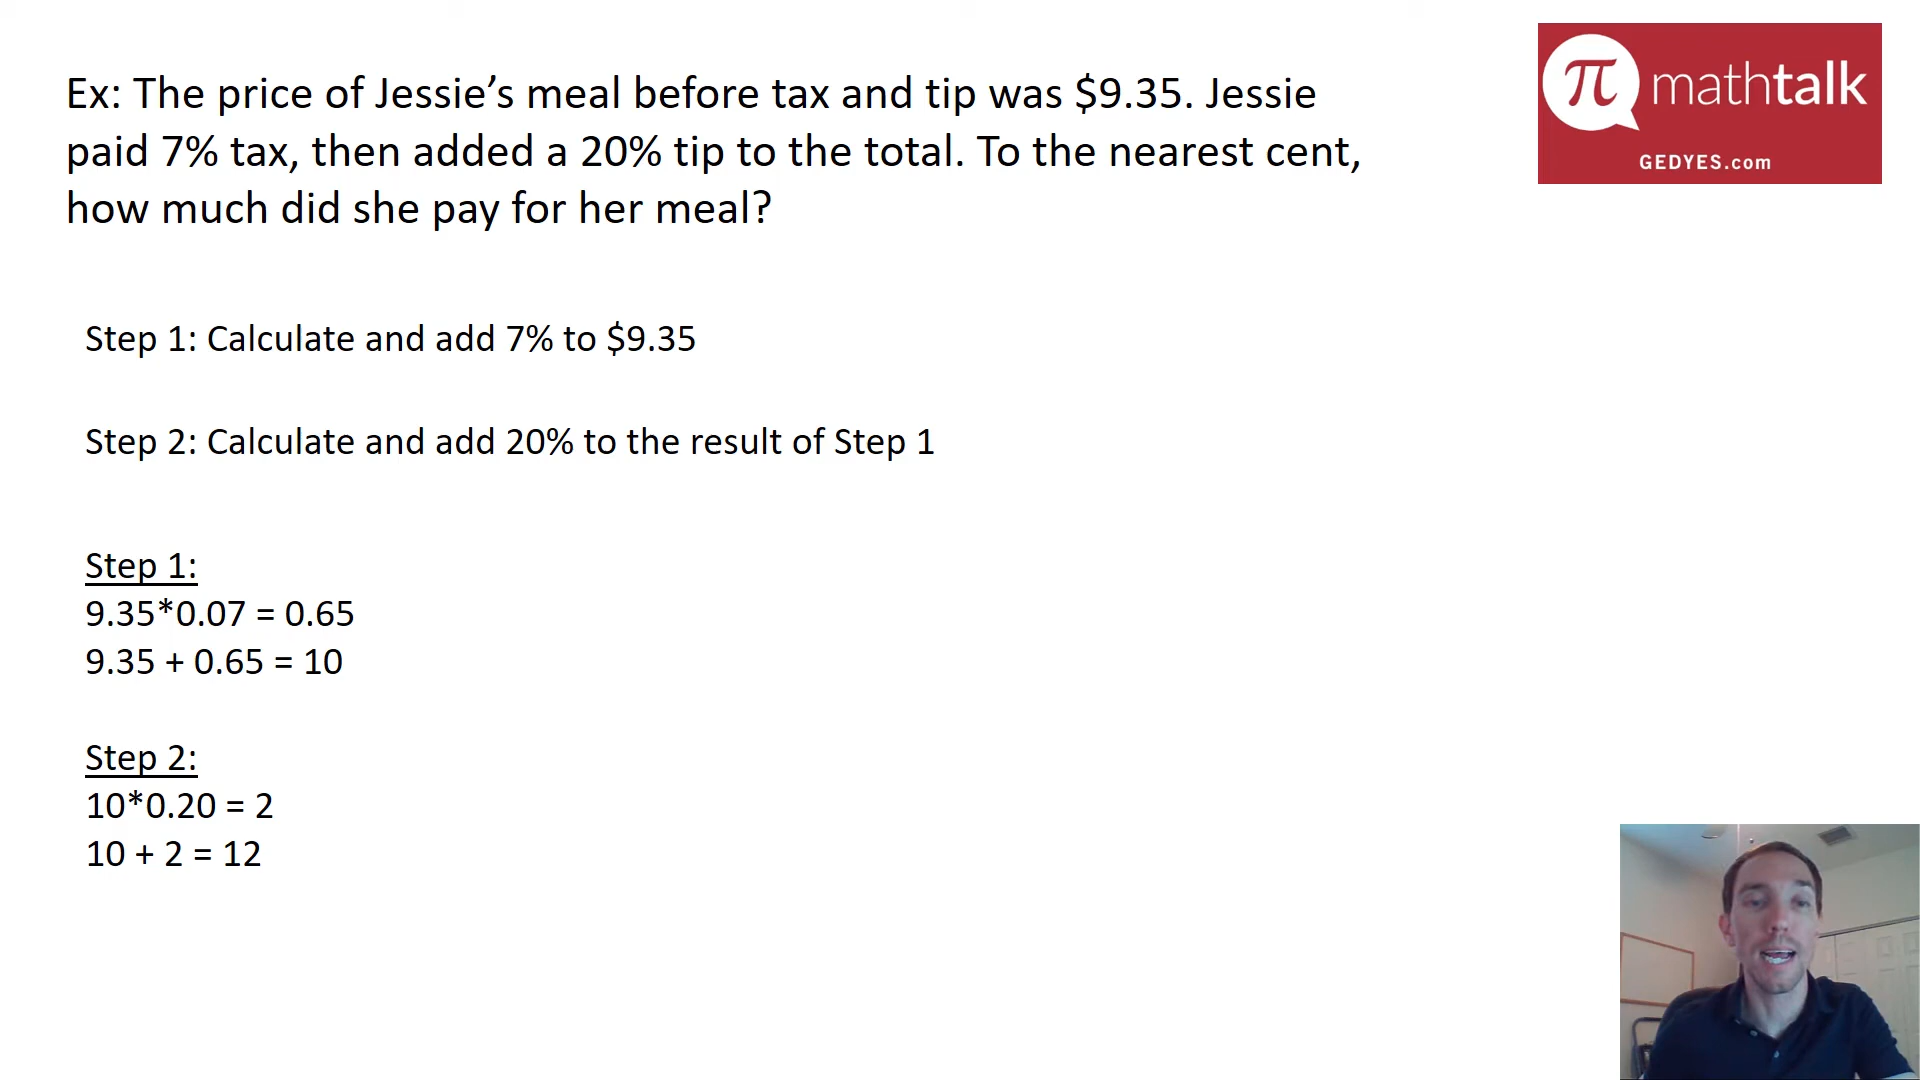 Ex: The price of Jessie’s meal before tax and tip was $9.35. Jessie
paid 7% tax, then added a 20% tip to the total. To the nearest cent,
how much did she pay for her meal?
π mathtalk
GEDYES.com
Step 1: Calculate and add 7% to $9.35
Step 2: Calculate and add 20% to the result of Step 1
Step 1:
9.35*0.07 = 0.65
9.35 + 0.65 = 10
Step 2:
10*0.20 = 2
10 + 2 = 12